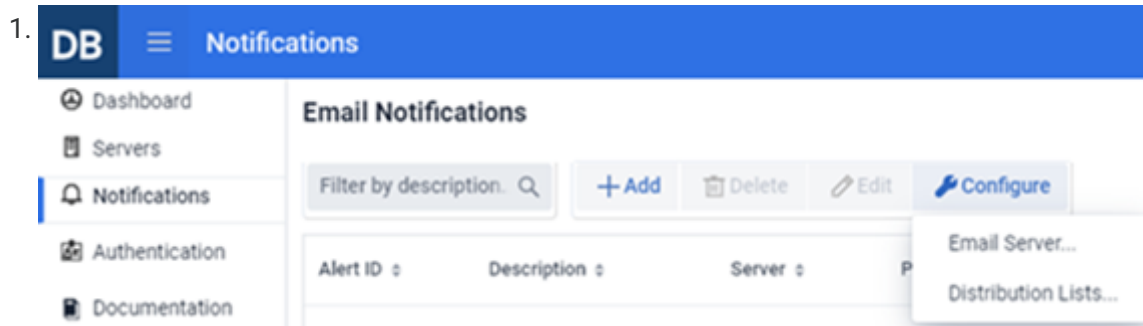 1.
DB Notifications
Dashboard
Servers
Notifications
Authentication
Documentation
Email Notifications
Filter by description. Add Delete Edit Configure
Email Server...
Distribution Lists...
Alert ID Description Server P